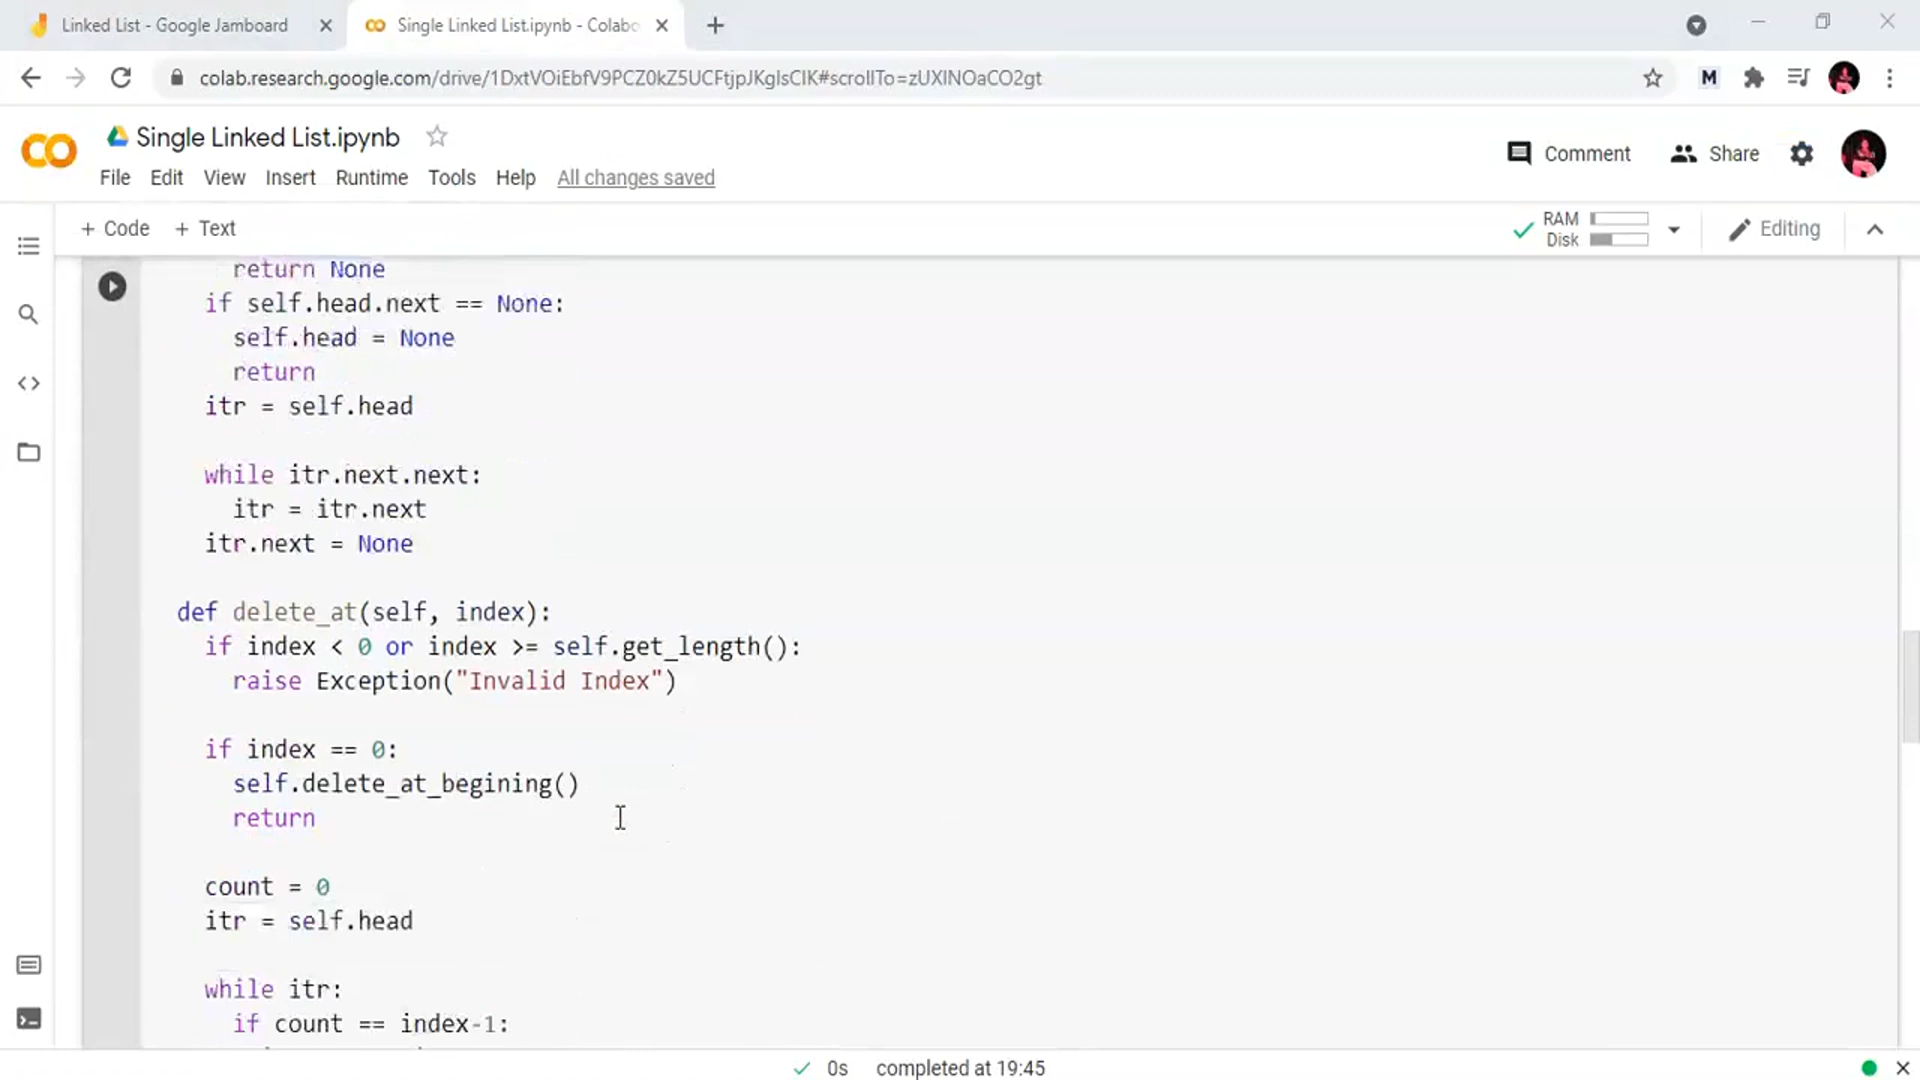 Linked List - Google Jamboard
Single Linked List.ipynb - Colabo
colab.research.google.com/drive/1DxtVOiEbfV9PCZ0kZ5UCFtjpJKglsClK#scrollTo=zUXlNOaCO2gt
M
Single Linked List.ipynb
File Edit View Insert Runtime Tools Help All changes saved
Comment Share
+ Code + Text
RAM
Disk
Editing
return None
if self.head.next == None:
self.head = None
return
itr = self.head
while itr.next.next:
itr = itr.next
itr.next = None
def delete_at(self, index):
if index < 0 or index >= self.get_length():
raise Exception("Invalid Index")
if index == 0:
self.delete_at_begining()
return
count = 0
itr = self.head
while itr:
if count == index-1:
0s completed at 19:45